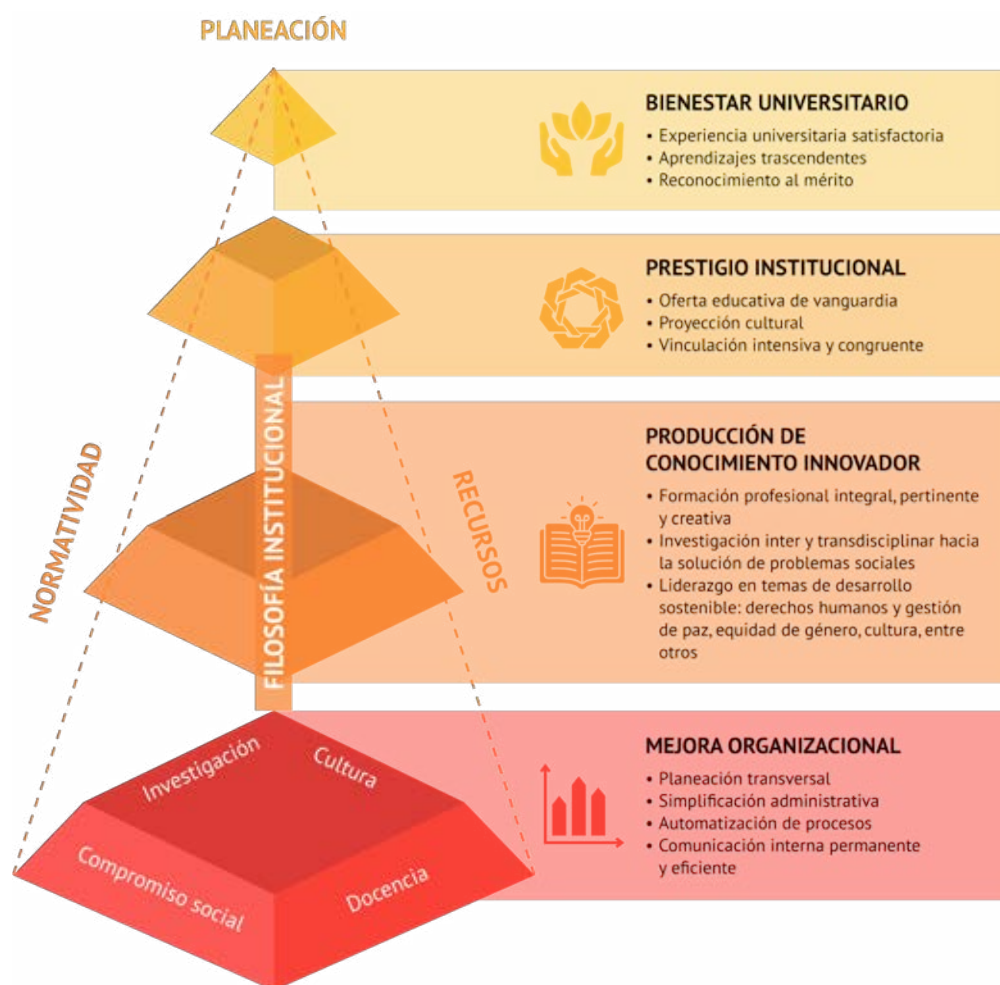 PLANEACIÓN
BIENESTAR UNIVERSITARIO
• Experiencia universitaria satisfactoria
• Aprendizajes trascendentes
• Reconocimiento al mérito
PRESTIGIO INSTITUCIONAL
• Oferta educativa de vanguardia
• Proyección cultural
• Vinculación intensiva y congruente
NORMATIVIDAD
FILOSOFÍA INSTITUCIONAL
RECURSOS
PRODUCCIÓN DE
CONOCIMIENTO INNOVADOR
• Formación profesional integral, pertinente
y creativa
• Investigación inter y transdisciplinar hacia
la solución de problemas sociales
• Liderazgo en temas de desarrollo
sostenible: derechos humanos y gestión
de paz, equidad de género, cultura, entre
otros
Investigación
Cultura
Compromiso social
Docencia
MEJORA ORGANIZACIONAL
• Planeación transversal
• Simplificación administrativa
• Automatización de procesos
• Comunicación interna permanente
y eficiente